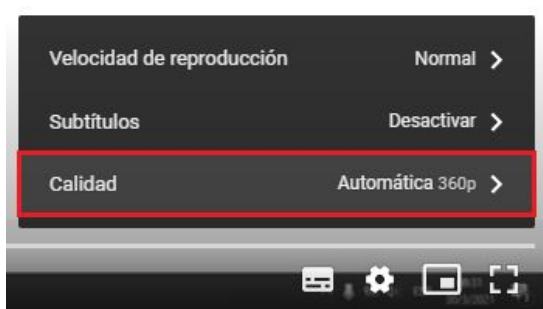 Velocidad de reproducción Normal
Subtítulos Desactivar
Calidad Automática 360p